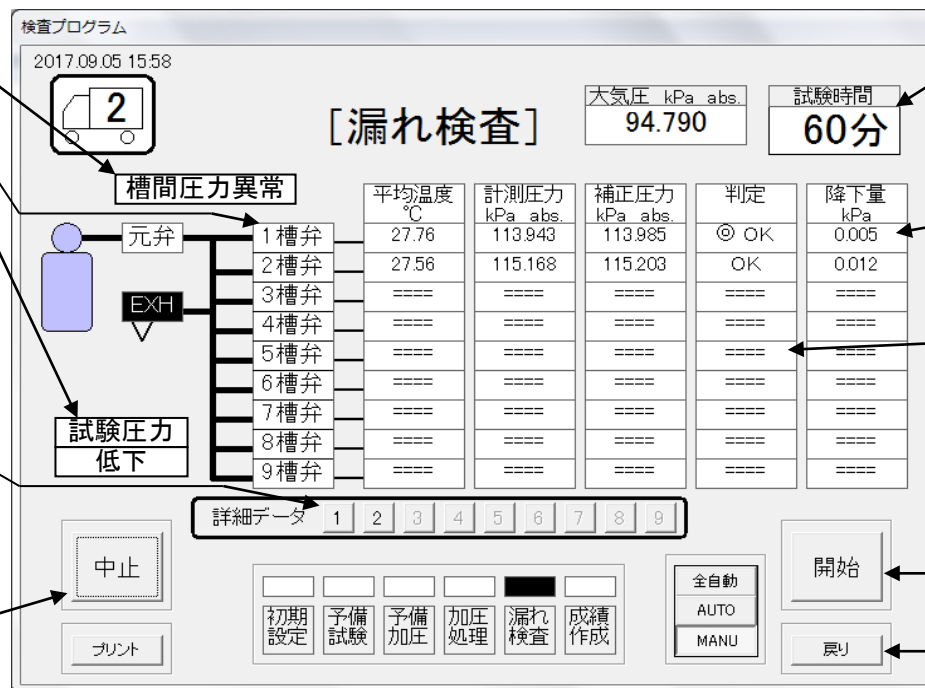 検査プログラム
2017.09.05 15:58
2
[漏れ検査]
大気圧 kPa abs.
94.790
試験時間
60分
槽間圧力異常
平均温度 ℃ 計測圧力 kPa abs. 補正圧力 kPa abs. 判定 降下量 kPa
元弁
1槽弁 27.76 113.943 113.985 ◎ OK 0.005
2槽弁 27.56 115.168 115.203 OK 0.012
EXH
3槽弁 ==== ==== ==== ==== ====
4槽弁 ==== ==== ==== ==== ====
5槽弁 ==== ==== ==== ==== ====
6槽弁 ==== ==== ==== ==== ====
7槽弁 ==== ==== ==== ==== ====
8槽弁 ==== ==== ==== ==== ====
9槽弁 ==== ==== ==== ==== ====
試験圧力
低下
詳細データ 1 2 3 4 5 6 7 8 9
中止
プリント
初期設定 予備試験 予備加圧 加圧処理 漏れ検査 成績作成
全自動
AUTO
MANU
開始
戻り